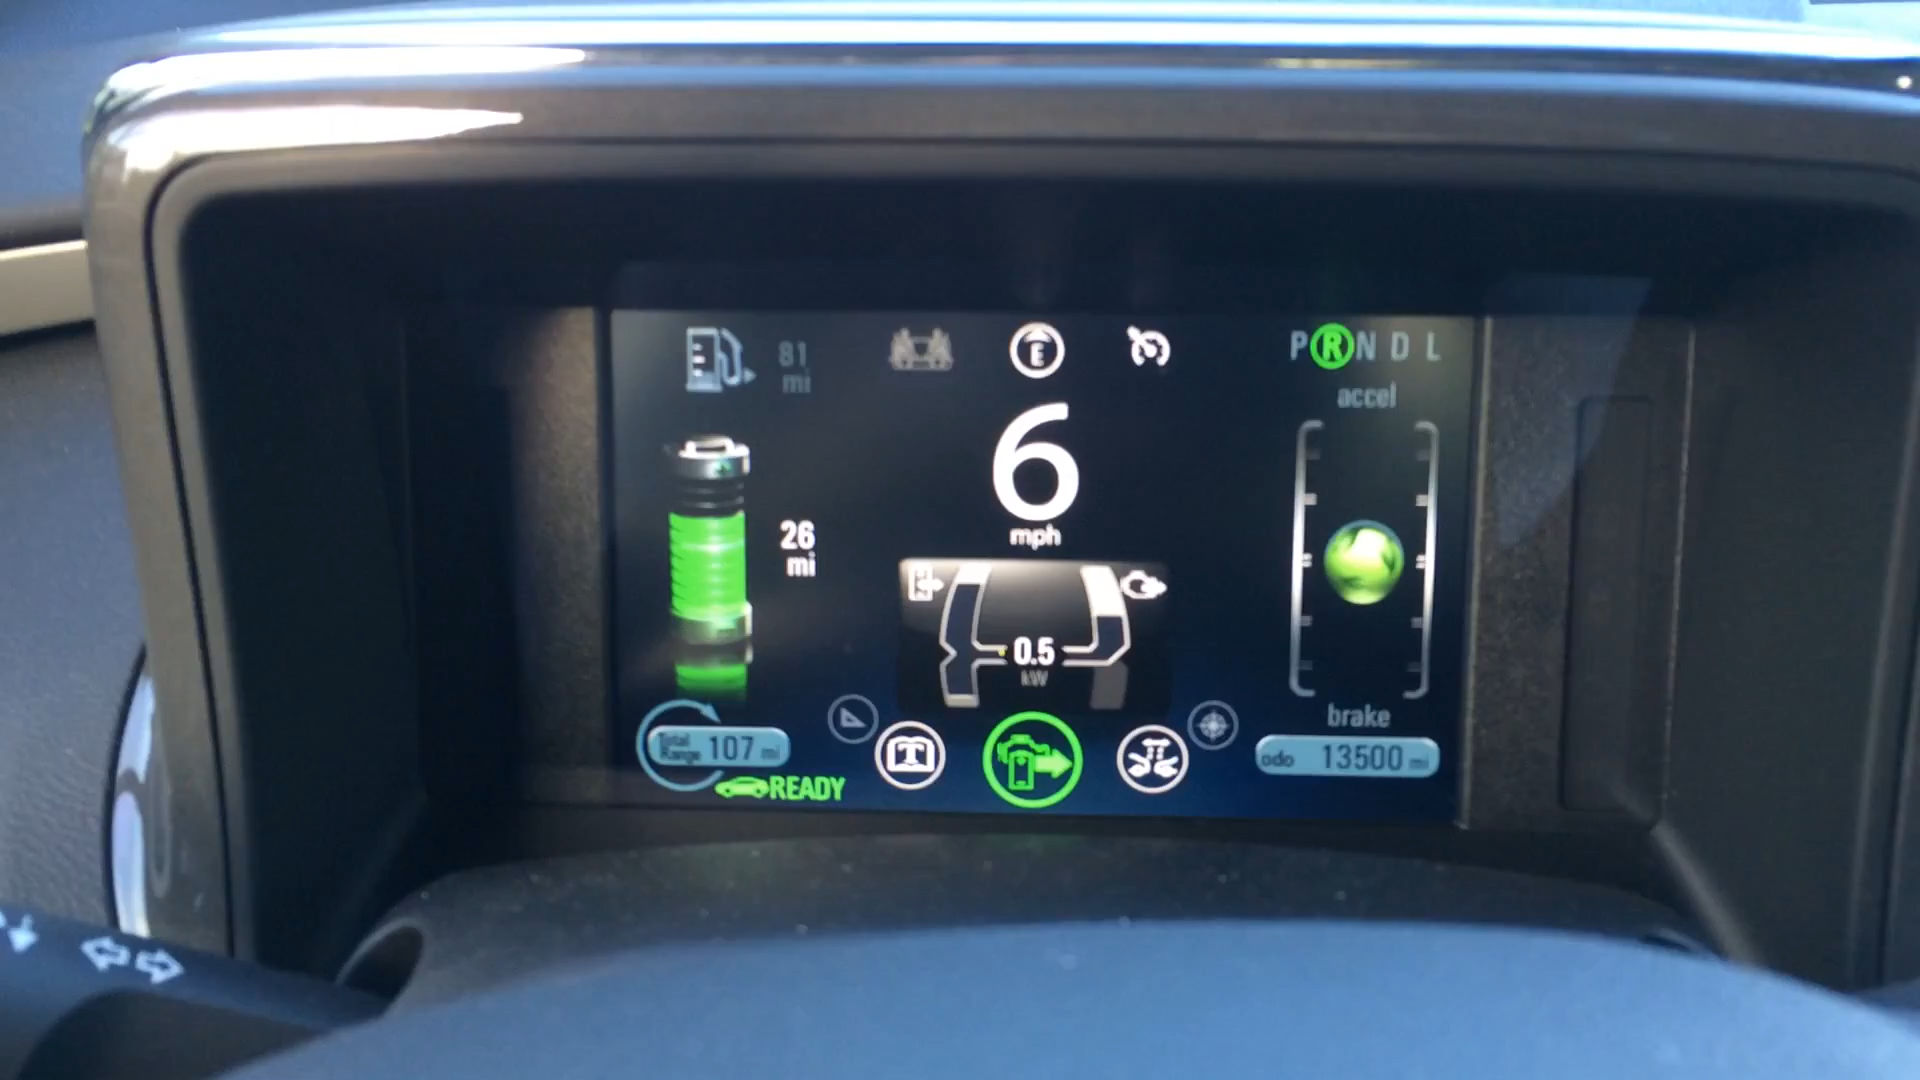 81
mi
E
P R N D L
accel
6
mph
26
mi
0.5
kW
brake
Total
Range 107 mi
odo 13500 mi
READY